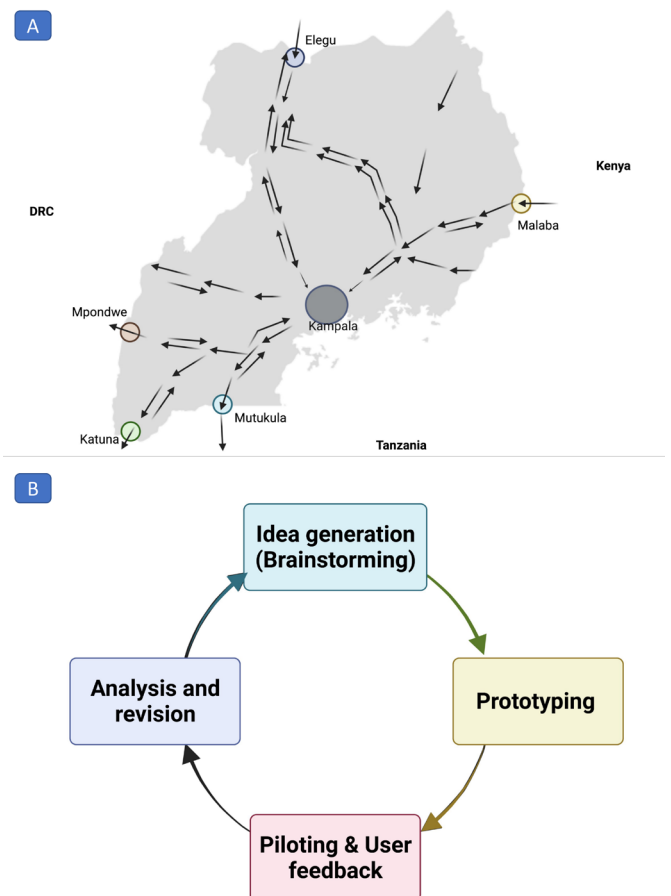 A
Elegu
Kenya
DRC
Malaba
Mpondwe
Kampala
Mutukula
Katuna
Tanzania
B
Idea generation
(Brainstorming)
Analysis and
revision
Prototyping
Piloting & User
feedback